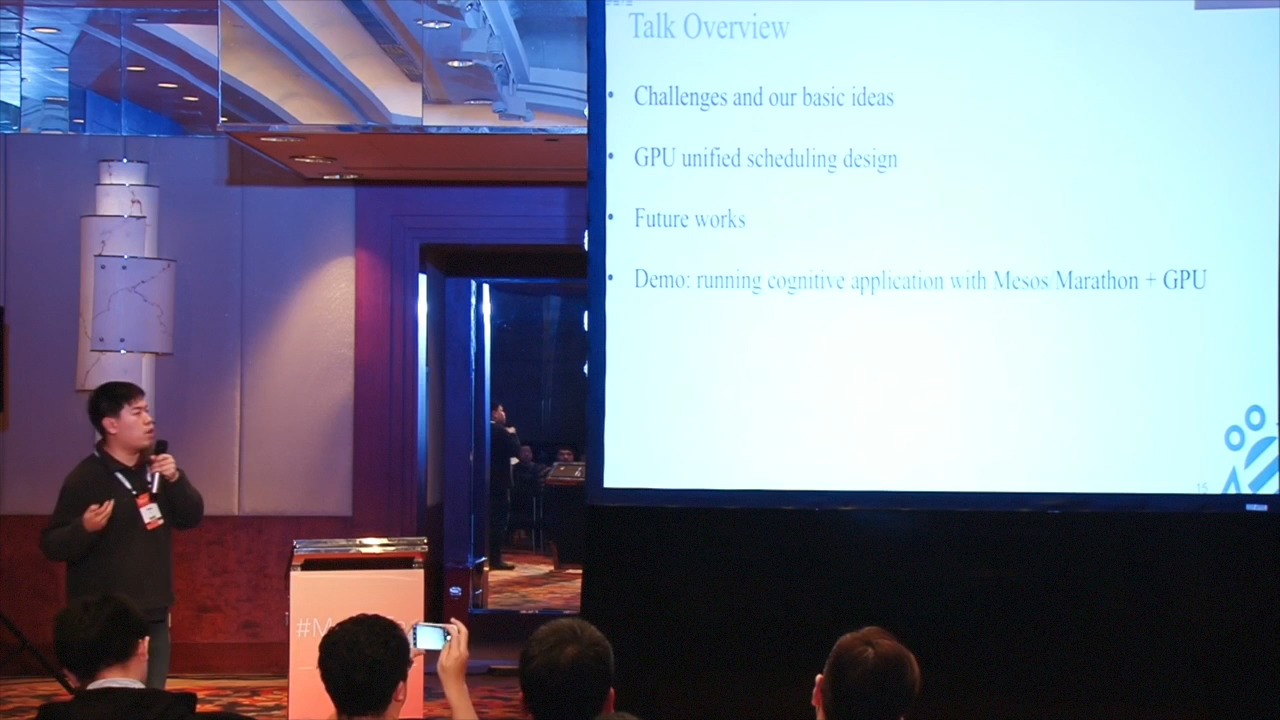 Talk Overview
• Challenges and our basic ideas
• GPU unified scheduling design
• Future works
• Demo: running cognitive application with Mesos/Marathon + GPU
15